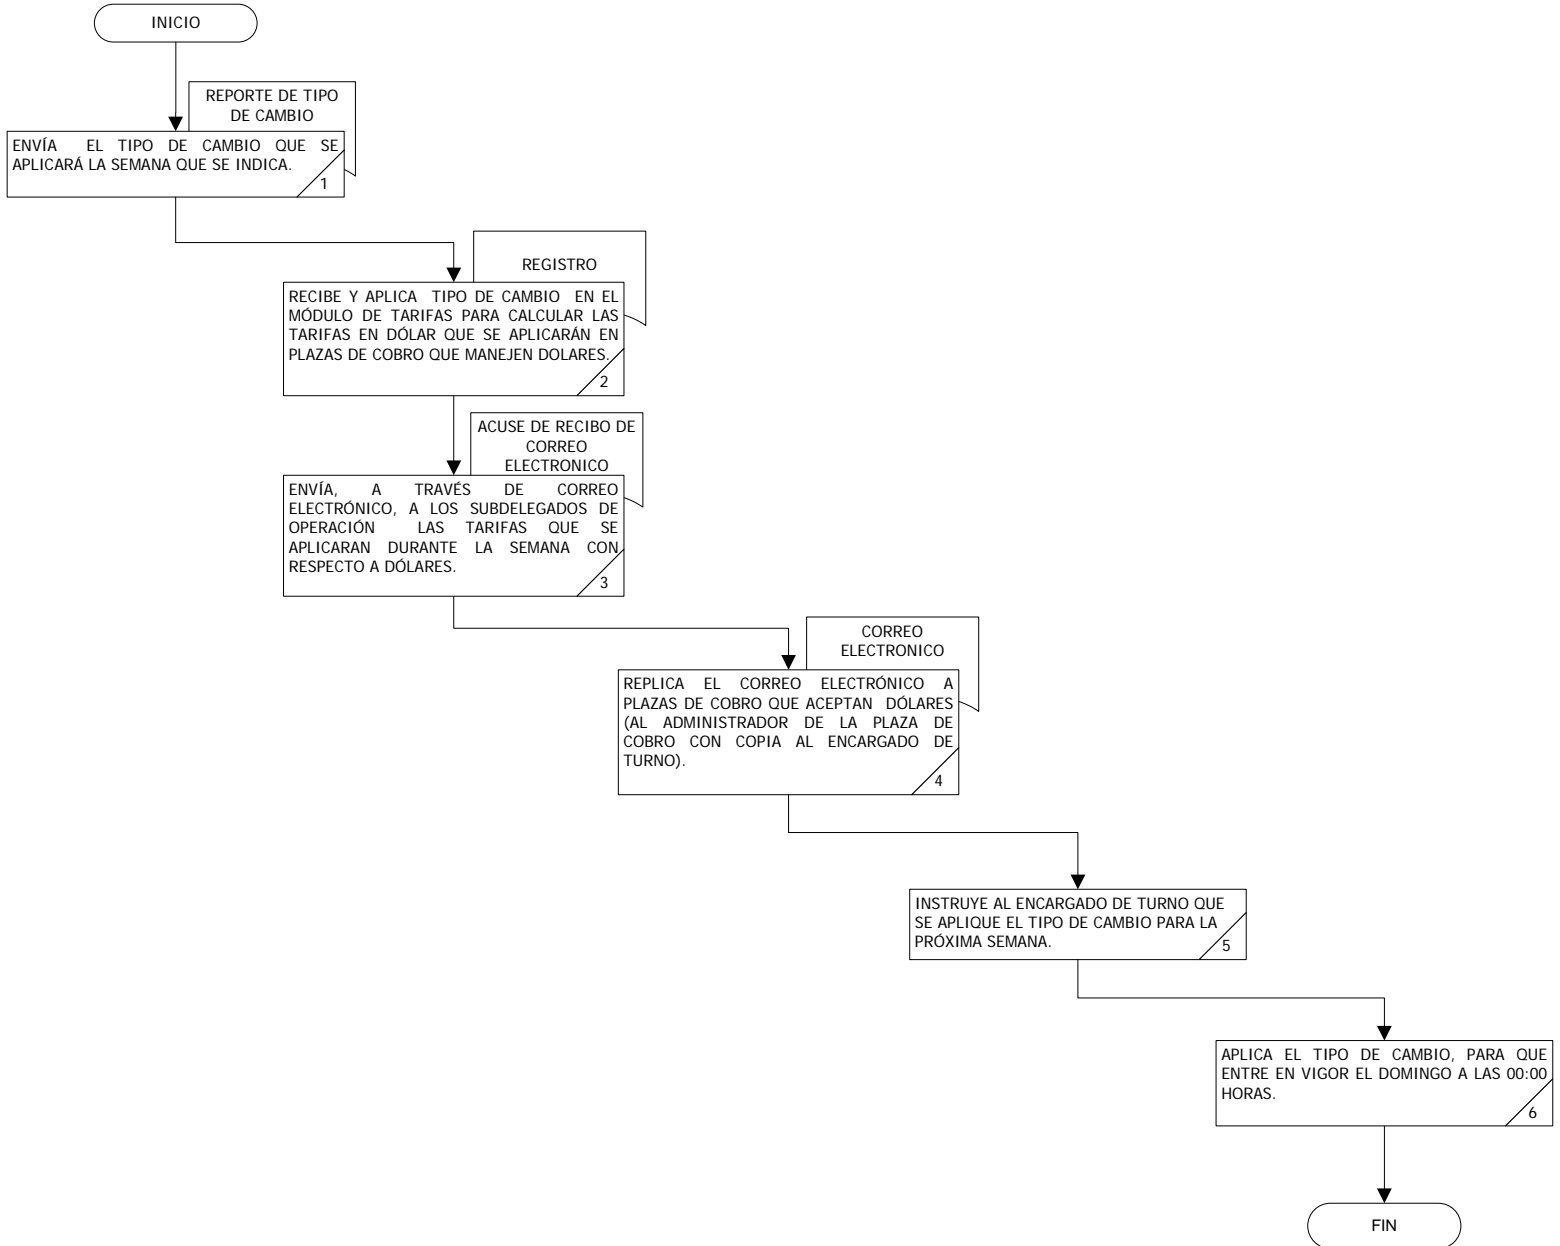 INICIO
REPORTE DE TIPO
DE CAMBIO
ENVÍA EL TIPO DE CAMBIO QUE SE
APLICARÁ LA SEMANA QUE SE INDICA.
1
REGISTRO
RECIBE Y APLICA TIPO DE CAMBIO EN EL
MÓDULO DE TARIFAS PARA CALCULAR LAS
TARIFAS EN DÓLAR QUE SE APLICARÁN EN
PLAZAS DE COBRO QUE MANEJEN DOLARES.
2
ACUSE DE RECIBO DE
CORREO
ELECTRONICO
ENVÍA, A TRAVÉS DE CORREO
ELECTRÓNICO, A LOS SUBDELEGADOS DE
OPERACIÓN LAS TARIFAS QUE SE
APLICARAN DURANTE LA SEMANA CON
RESPECTO A DÓLARES.
3
CORREO
ELECTRONICO
REPLICA EL CORREO ELECTRÓNICO A
PLAZAS DE COBRO QUE ACEPTAN DÓLARES
(AL ADMINISTRADOR DE LA PLAZA DE
COBRO CON COPIA AL ENCARGADO DE
TURNO).
4
INSTRUYE AL ENCARGADO DE TURNO QUE
SE APLIQUE EL TIPO DE CAMBIO PARA LA
PRÓXIMA SEMANA.
5
APLICA EL TIPO DE CAMBIO, PARA QUE
ENTRE EN VIGOR EL DOMINGO A LAS 00:00
HORAS.
6
FIN